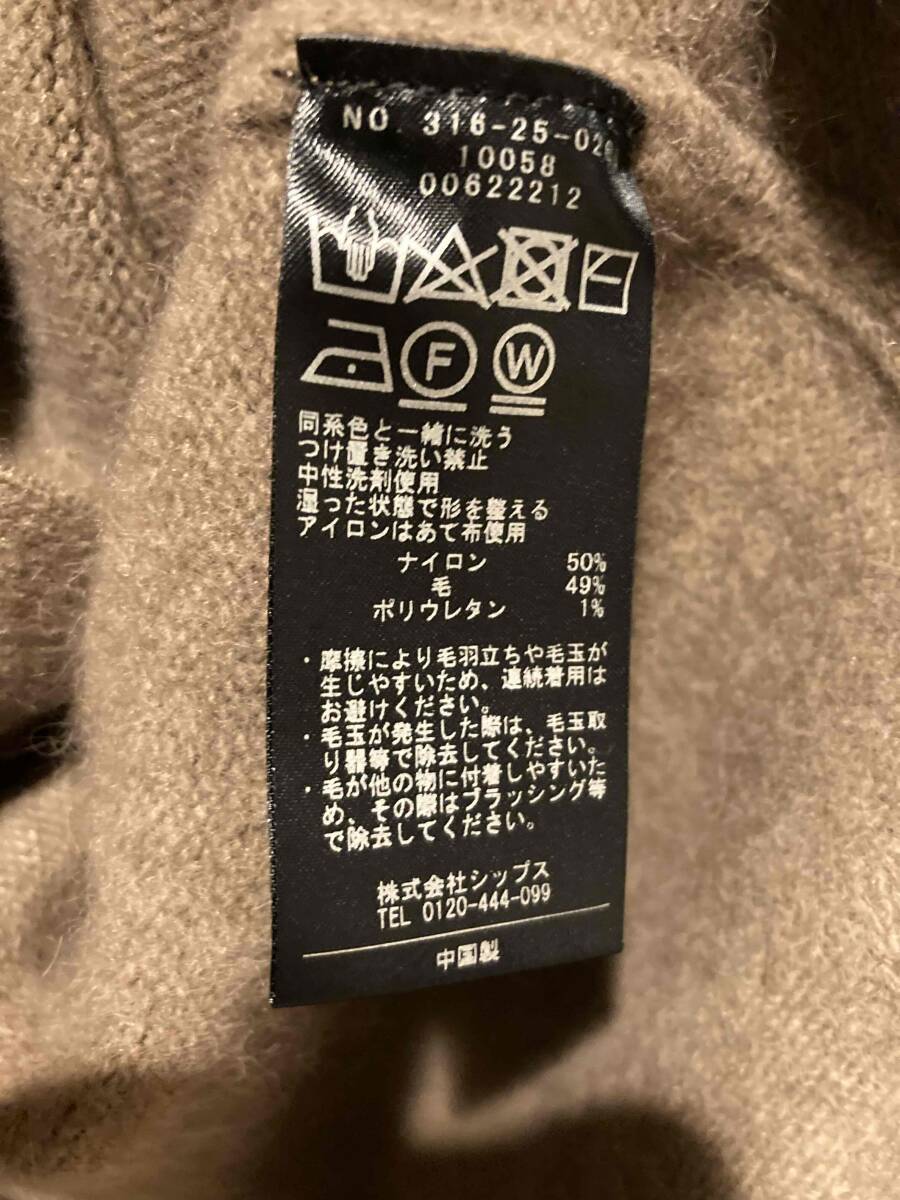 NO 316-25-02
10058
00622212
F W
同系色と一緒に洗う
つけ置き洗い禁止
中性洗剤使用
湿った状態で形を整える
アイロンはあて布使用
ナイロン 50%
毛 49%
ポリウレタン 1%
・摩擦により毛羽立ちや毛玉が
生じやすいため、連続着用は
お避けください。
・毛玉が発生した際は、毛玉取
り器等で除去してください。
・毛が他の物に付着しやすいた
め、その際はブラッシング等
で除去してください。
株式会社シップス
TEL 0120-444-099
中国製